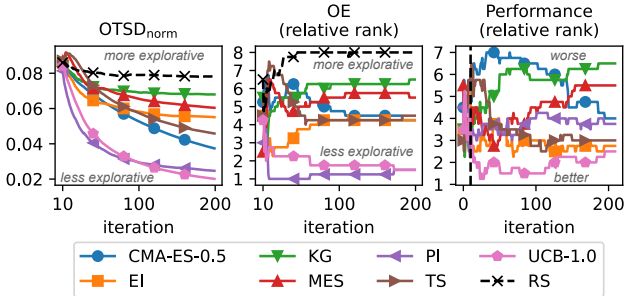 OTSDnorm
OE
(relative rank)
Performance
(relative rank)
more explorative
less explorative
0.08
0.06
0.04
0.02
10
100
200
iteration
more explorative
less explorative
8
7
6
5
4
3
2
1
10
100
200
iteration
worse
better
7
6
5
4
3
2
1
0
100
200
iteration
CMA-ES-0.5
KG
PI
UCB-1.0
EI
MES
TS
RS